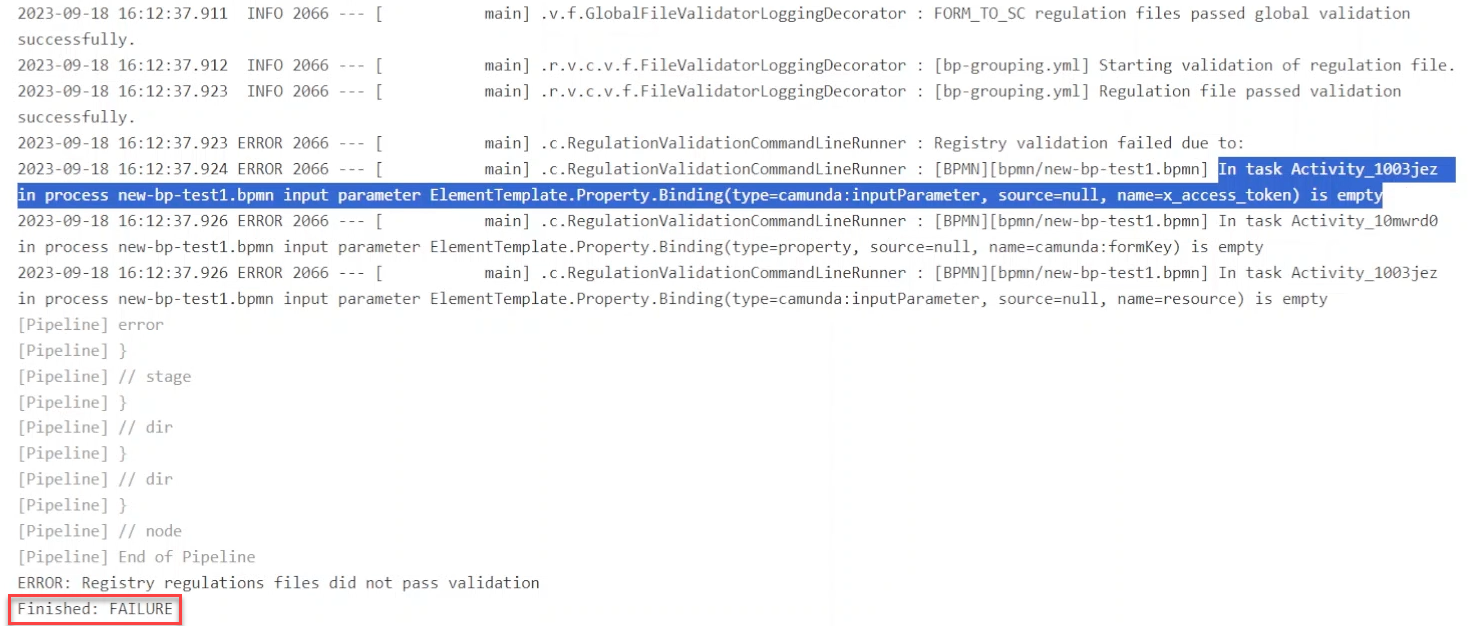 2023-09-18 16:12:37.911  INFO 2066 --- [           main] .v.f.GlobalFileValidatorLoggingDecorator : FORM_TO_SC regulation files passed global validation
successfully.
2023-09-18 16:12:37.912  INFO 2066 --- [           main] .r.v.c.v.f.FileValidatorLoggingDecorator : [bp-grouping.yml] Starting validation of regulation file.
2023-09-18 16:12:37.923  INFO 2066 --- [           main] .r.v.c.v.f.FileValidatorLoggingDecorator : [bp-grouping.yml] Regulation file passed validation
successfully.
2023-09-18 16:12:37.923 ERROR 2066 --- [           main] .c.RegulationValidationCommandLineRunner : Registry validation failed due to:
2023-09-18 16:12:37.924 ERROR 2066 --- [           main] .c.RegulationValidationCommandLineRunner : [BPMN][bpmn/new-bp-test1.bpmn] In task Activity_1003jez
in process new-bp-test1.bpmn input parameter ElementTemplate.Property.Binding(type=camunda:inputParameter, source=null, name=x_access_token) is empty
2023-09-18 16:12:37.926 ERROR 2066 --- [           main] .c.RegulationValidationCommandLineRunner : [BPMN][bpmn/new-bp-test1.bpmn] In task Activity_10mwrd0
in process new-bp-test1.bpmn input parameter ElementTemplate.Property.Binding(type=property, source=null, name=camunda:formKey) is empty
2023-09-18 16:12:37.926 ERROR 2066 --- [           main] .c.RegulationValidationCommandLineRunner : [BPMN][bpmn/new-bp-test1.bpmn] In task Activity_1003jez
in process new-bp-test1.bpmn input parameter ElementTemplate.Property.Binding(type=camunda:inputParameter, source=null, name=resource) is empty
[Pipeline] error
[Pipeline] }
[Pipeline] // stage
[Pipeline] }
[Pipeline] // dir
[Pipeline] }
[Pipeline] // dir
[Pipeline] }
[Pipeline] // node
[Pipeline] End of Pipeline
ERROR: Registry regulations files did not pass validation
Finished: FAILURE